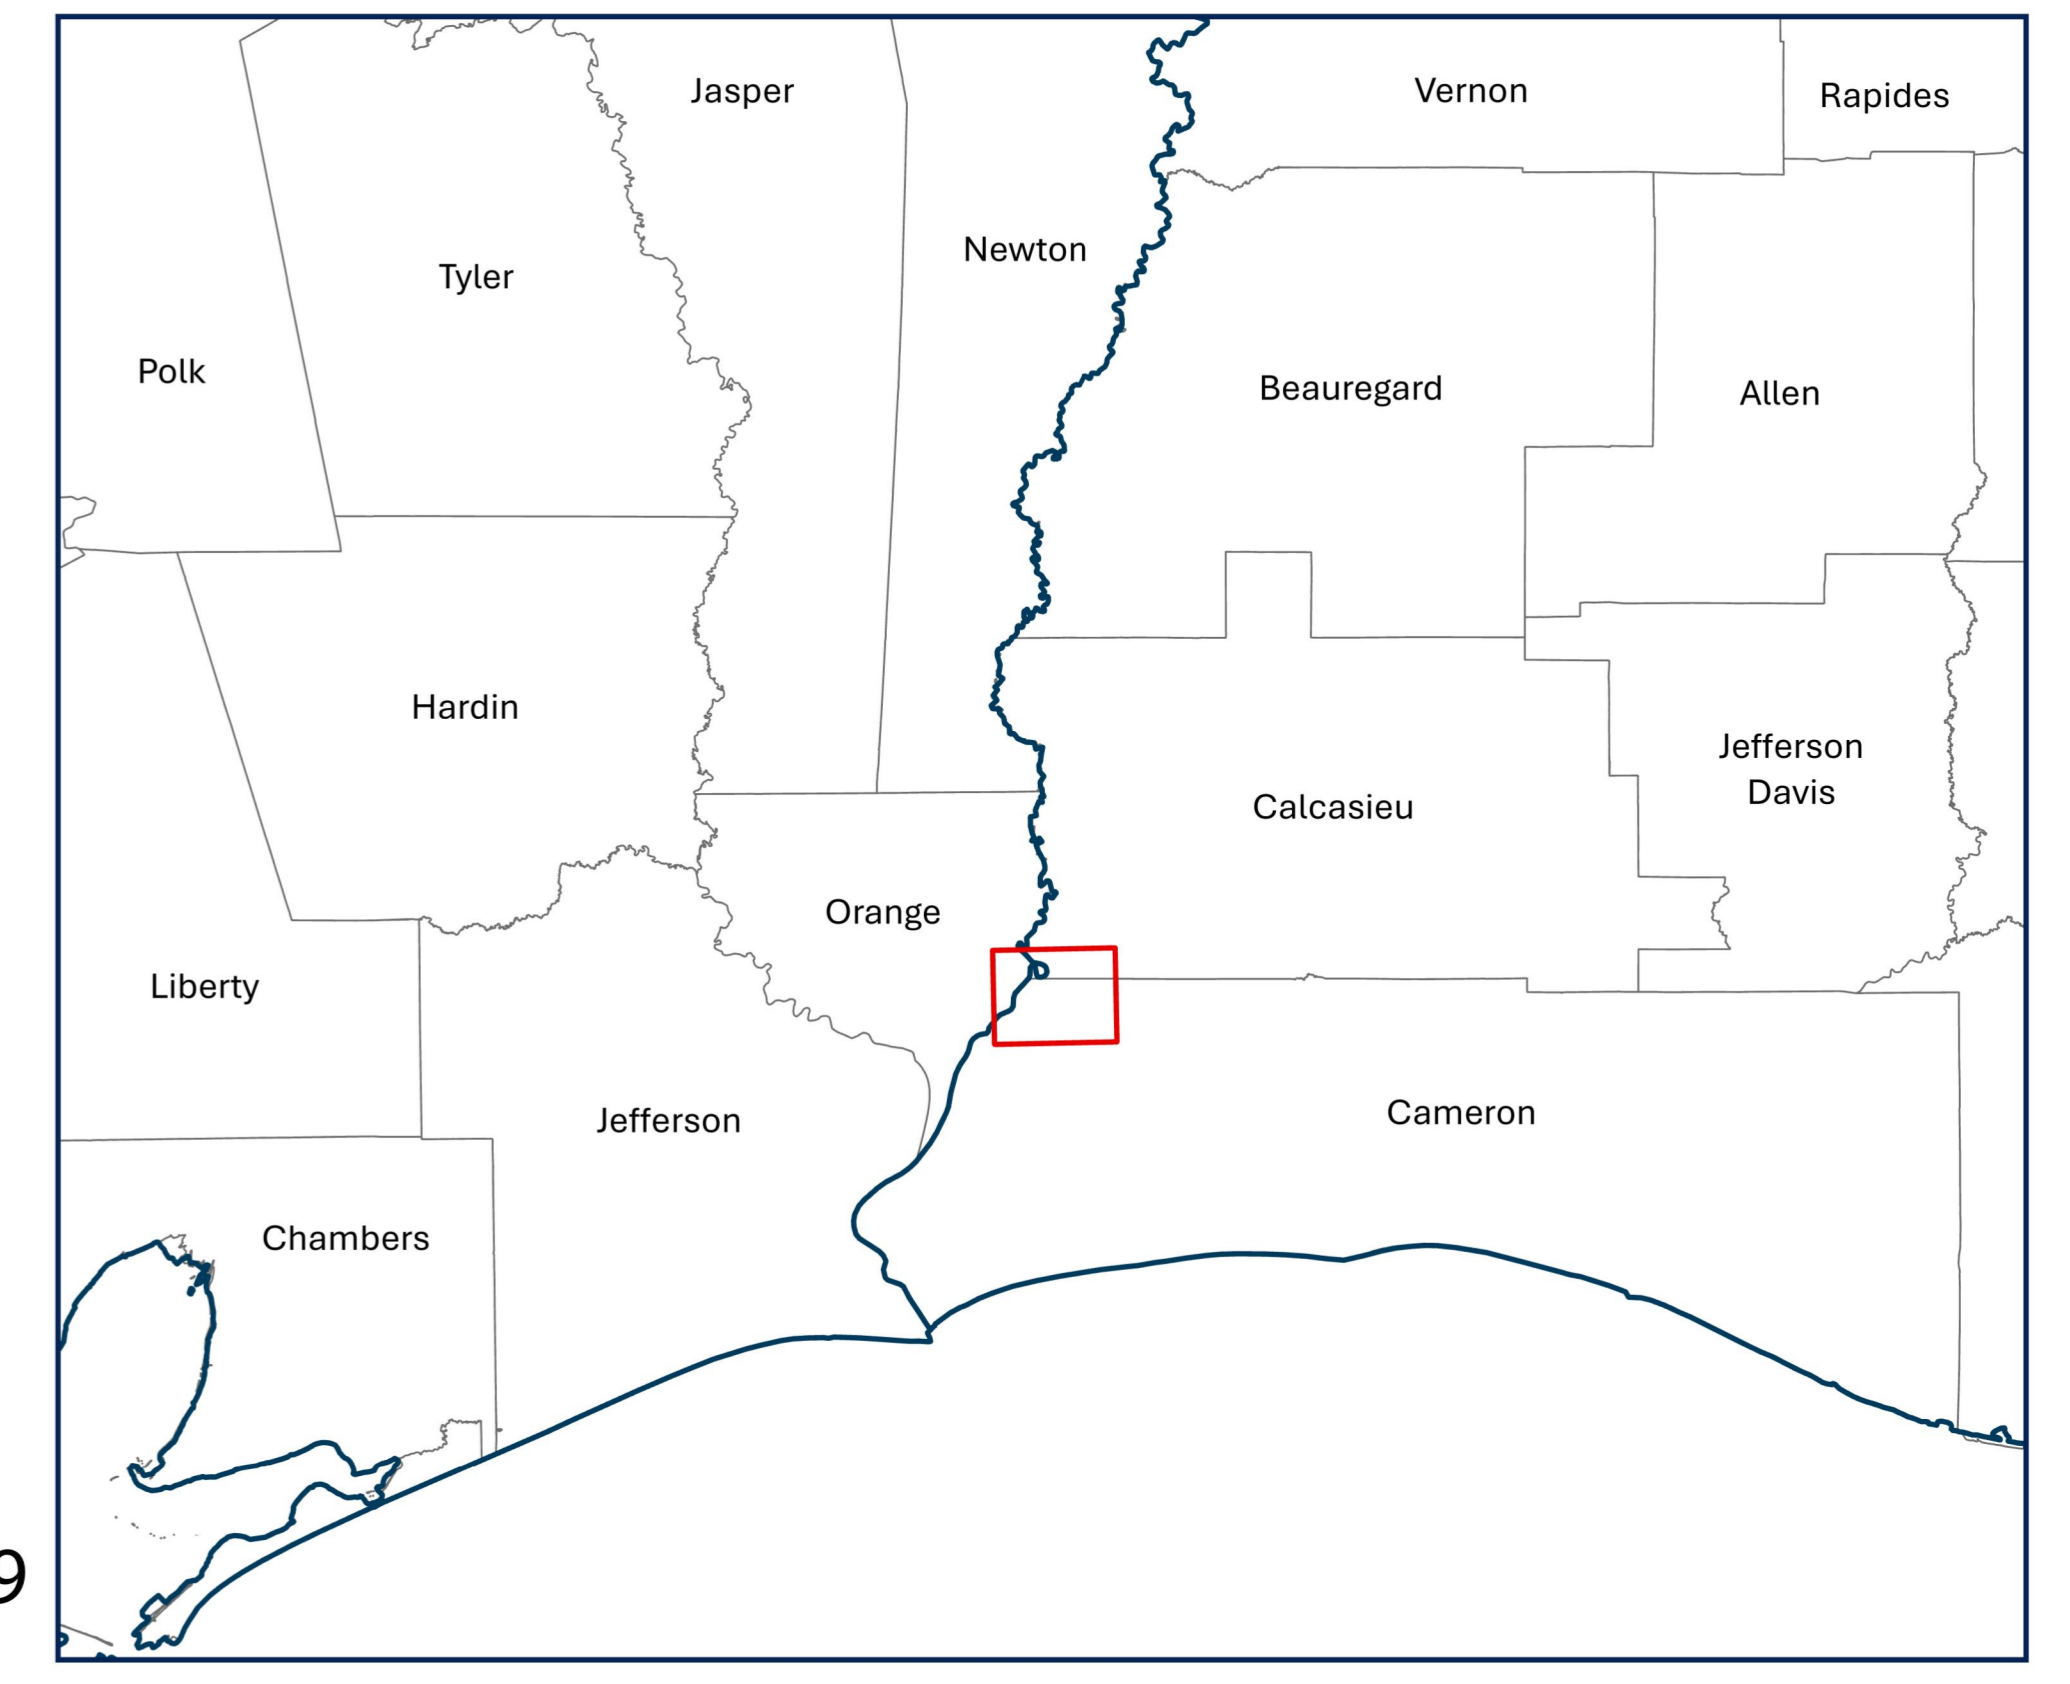 Jasper
Vernon
Rapides
Newton
Tyler
Polk
Beauregard
Allen
Hardin
Jefferson
Davis
Calcasieu
Orange
Liberty
Jefferson
Cameron
Chambers
9